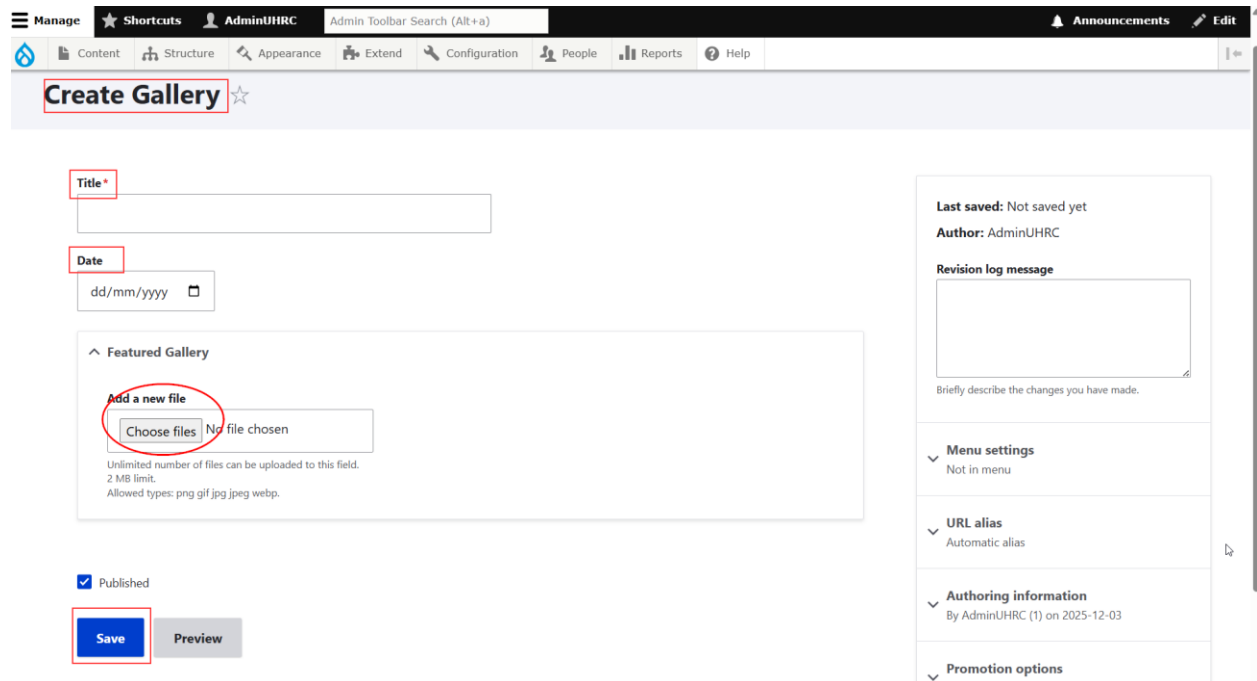 Manage Shortcuts AdminUHRC Admin Toolbar Search (Alt+a) Announcements Edit
Content Structure Appearance Extend Configuration People Reports Help
Create Gallery
Title*
Date
dd/mm/yyyy
Featured Gallery
Add a new file
Choose files No file chosen
Unlimited number of files can be uploaded to this field.
2 MB limit.
Allowed types: png gif jpg jpeg webp.
Published
Save Preview
Last saved: Not saved yet
Author: AdminUHRC
Revision log message
Briefly describe the changes you have made.
Menu settings
Not in menu
URL alias
Automatic alias
Authoring information
By AdminUHRC (1) on 2025-12-03
Promotion options